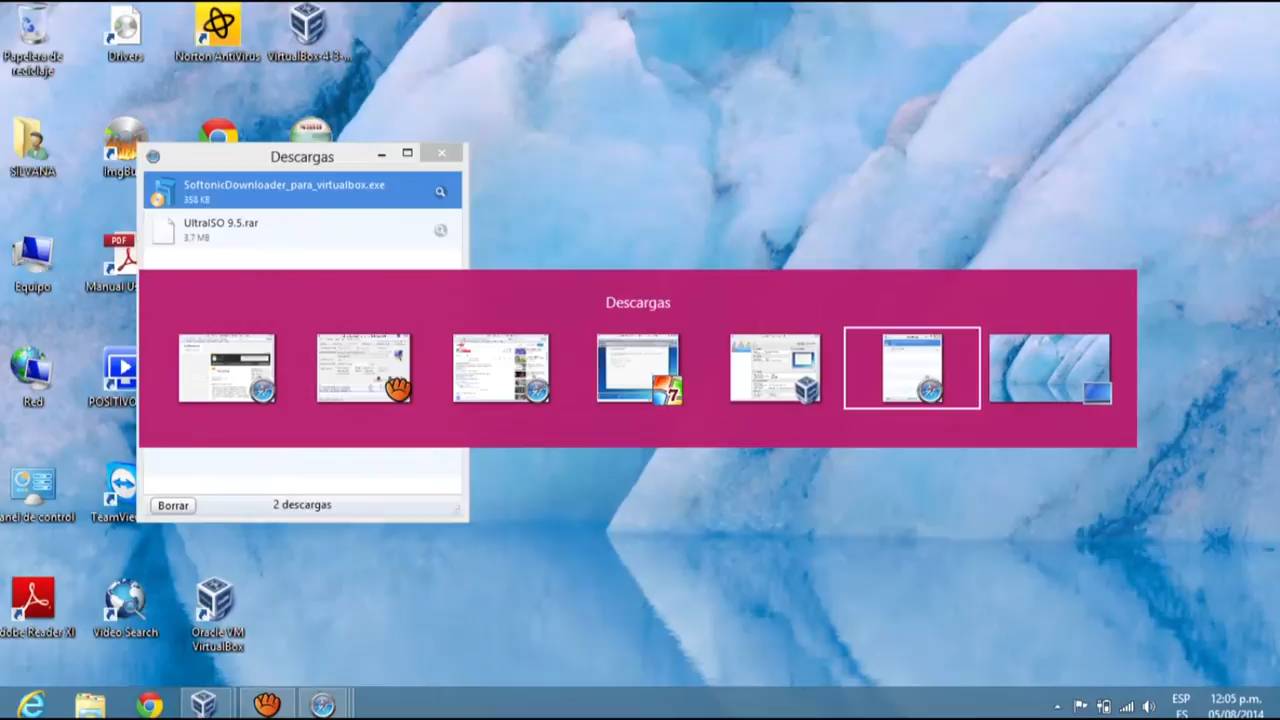 Papelera de
reciclaje
Drivers
Norton AntiVirus
VirtualBox-4-3-...
SILVANA
ImgBu
Equipo
PDF
Manual Us
Red
POSITIVO
anel de control
TeamVie
dobe Reader XI
Video Search
Oracle VM
VirtualBox
Descargas
SoftonicDownloader_para_virtualbox.exe
358 KB
UltraISO 9.5.rar
3.7 MB
Descargas
7
Borrar
2 descargas
ESP
ES
12:05 p.m.
05/08/2014